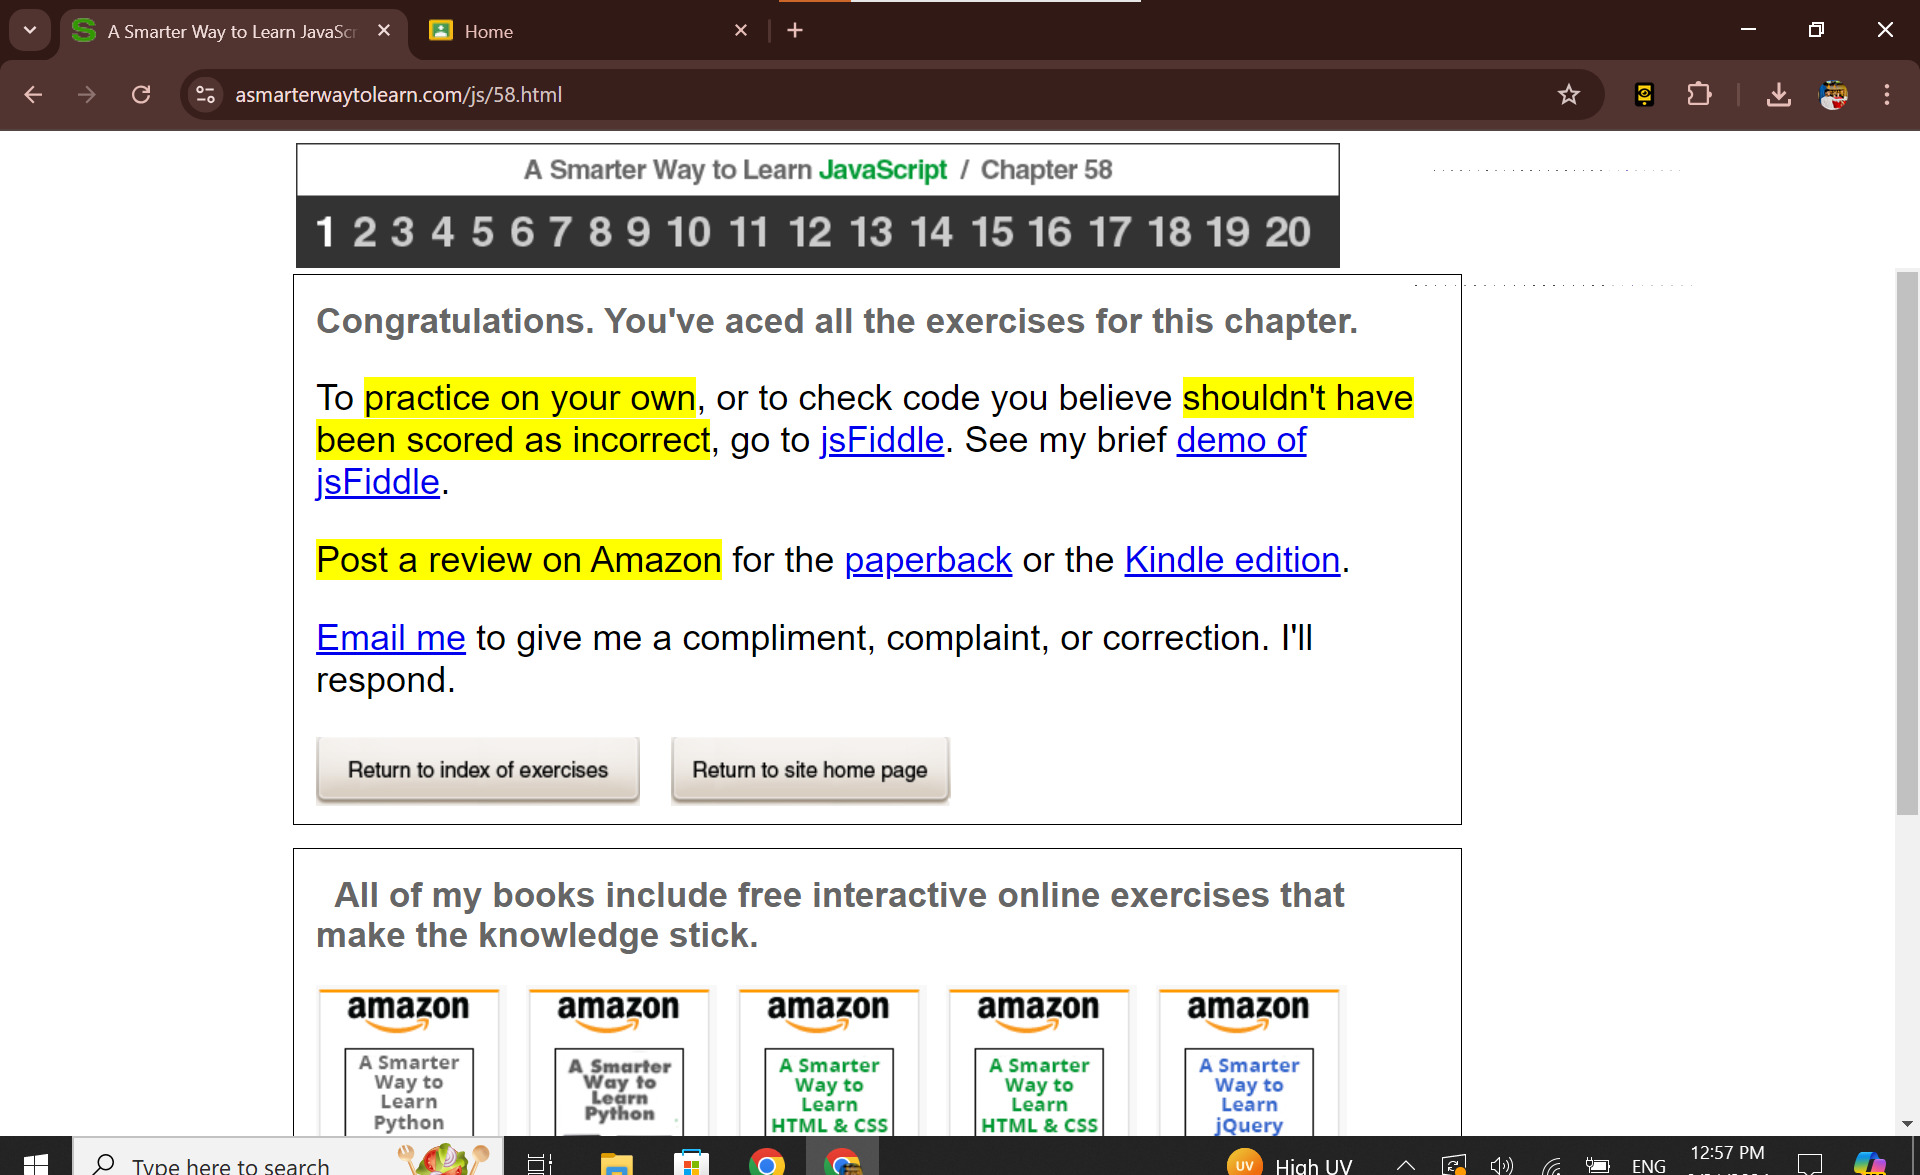 A Smarter Way to Learn JavaScr
Home
asmarterwaytolearn.com/js/58.html
A Smarter Way to Learn JavaScript / Chapter 58
1 2 3 4 5 6 7 8 9 10 11 12 13 14 15 16 17 18 19 20
Congratulations. You've aced all the exercises for this chapter.
To practice on your own, or to check code you believe shouldn't have
been scored as incorrect, go to jsFiddle. See my brief demo of
jsFiddle.
Post a review on Amazon for the paperback or the Kindle edition.
Email me to give me a compliment, complaint, or correction. I'll
respond.
Return to index of exercises
Return to site home page
All of my books include free interactive online exercises that
make the knowledge stick.
amazon amazon amazon amazon amazon
A Smarter
Way to
Learn
Python
A Smarter
Way to
Learn
Python
A Smarter
Way to
Learn
HTML & CSS
A Smarter
Way to
Learn
HTML & CSS
A Smarter
Way to
Learn
jQuery
Type here to search
UV
High UV
ENG
12:57 PM